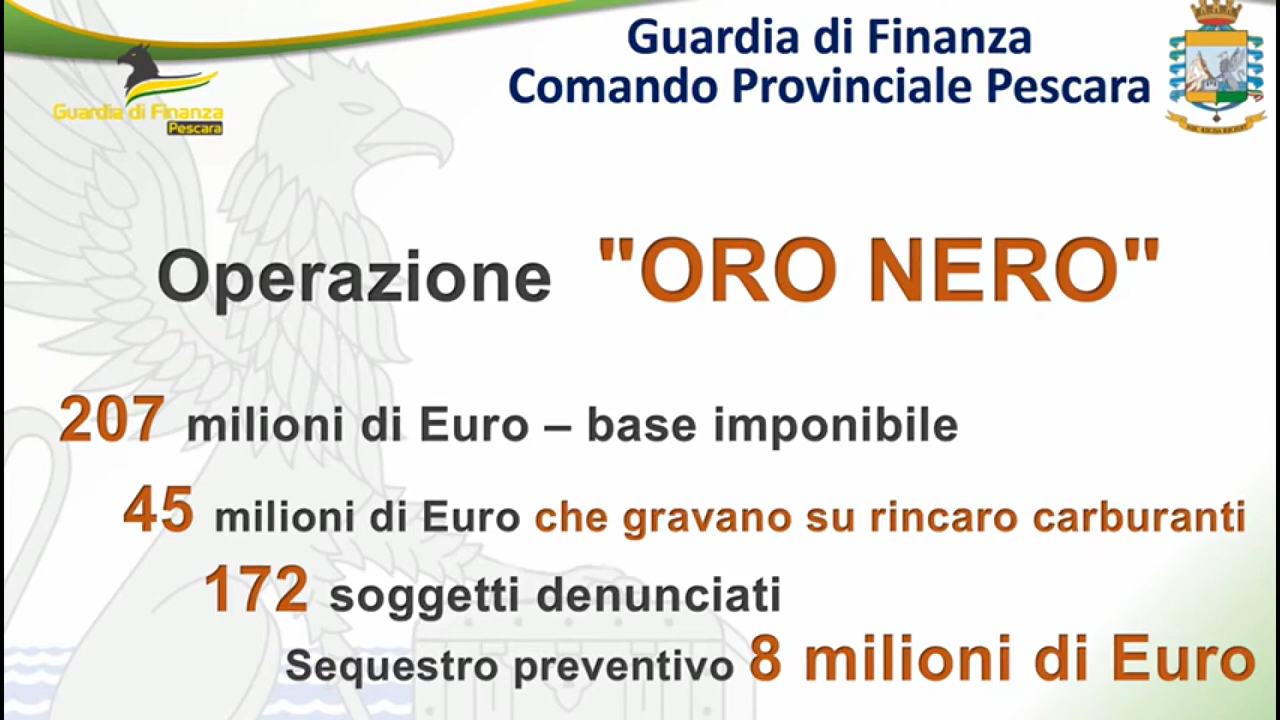 Guardia di Finanza
Comando Provinciale Pescara
Guardia di Finanza
Pescara
Operazione "ORO NERO"
207 milioni di Euro – base imponibile
45 milioni di Euro che gravano su rincaro carburanti
172 soggetti denunciati
Sequestro preventivo 8 milioni di Euro